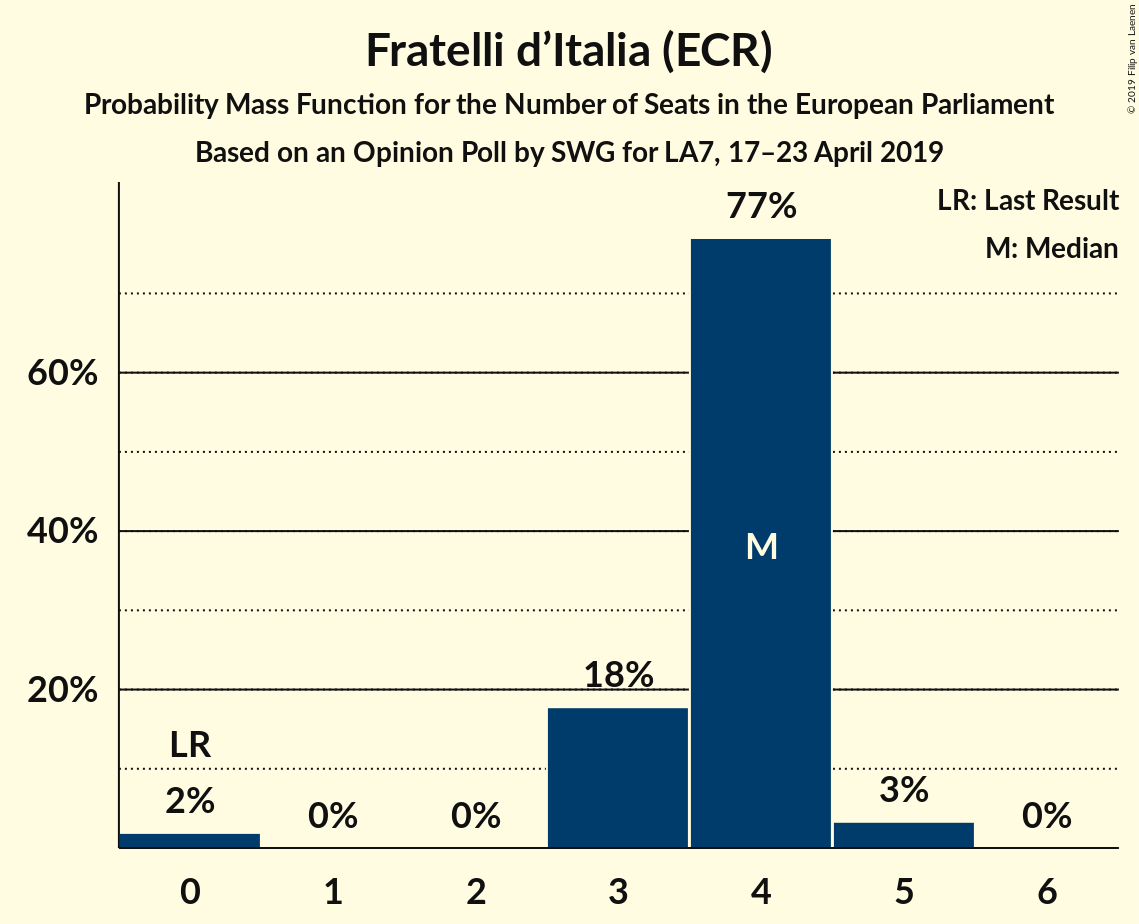 Fratelli d’Italia (ECR)
Probability Mass Function for the Number of Seats in the European Parliament
Based on an Opinion Poll by SWG for LA7, 17–23 April 2019
© 2019 Filip van Laenen
LR: Last Result
M: Median
77%
60%
40%
M
18%
20%
LR
2%
0%
0%
3%
0%
0 1 2 3 4 5 6